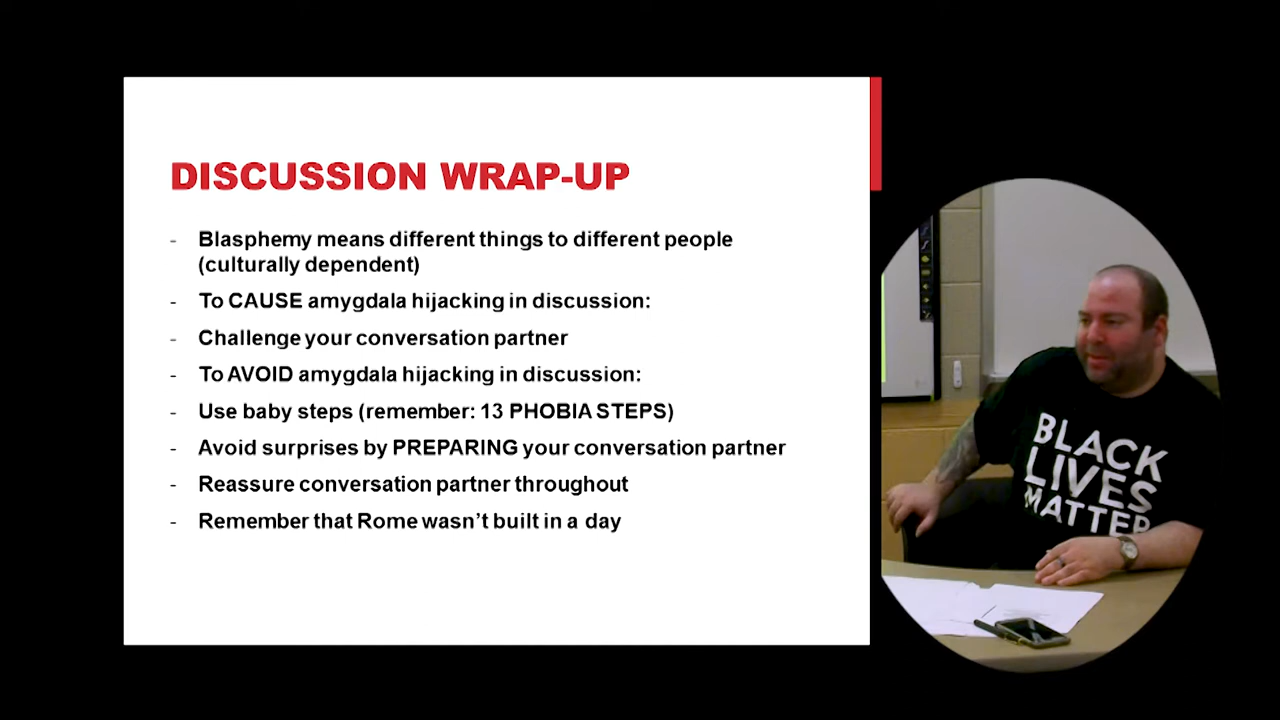 DISCUSSION WRAP-UP
- Blasphemy means different things to different people
(culturally dependent)
- To CAUSE amygdala hijacking in discussion:
- Challenge your conversation partner
- To AVOID amygdala hijacking in discussion:
- Use baby steps (remember: 13 PHOBIA STEPS)
- Avoid surprises by PREPARING your conversation partner
- Reassure conversation partner throughout
- Remember that Rome wasn’t built in a day
BLACK
LIVES
MATTER